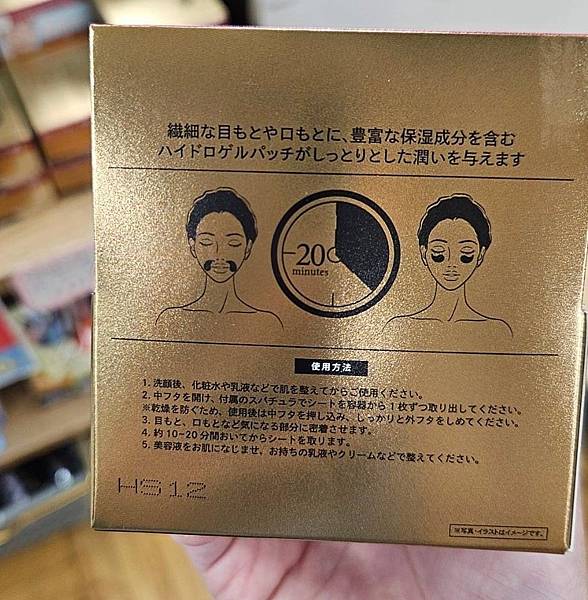 繊細な目もとや口もとに、豊富な保湿成分を含む
ハイドロゲルパッチがしっとりとした潤いを与えます
20
minutes
使用方法
1. 洗顔後、化粧水や乳液などで肌を整えてからご使用ください。
2. 中フタを開け、付属のスパチュラでシートを容器から1枚ずつ取り出してください。
※乾燥を防ぐため、使用後は中フタを押し込み、しっかりと外フタをしめてください。
3. 目もと、口もとなど気になる部分に密着させます。
4. 約10−20分間おいてからシートを取ります。
5. 美容液をお肌になじませ、お持ちの乳液やクリームなどで整えてください。
HS12
※写真・イラストはイメージです。